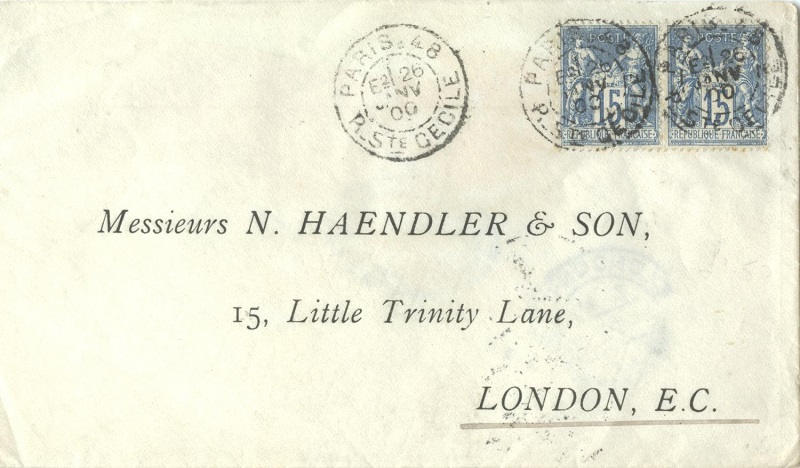 PARIS.48
Eᴱ 26
JANV
00
R. STE CECILE
POSTES
15
REPUBLIQUE FRANÇAISE
POSTES
15
REPUBLIQUE FRANÇAISE
Messieurs N. HAENDLER & SON,
15, Little Trinity Lane,
LONDON, E.C.